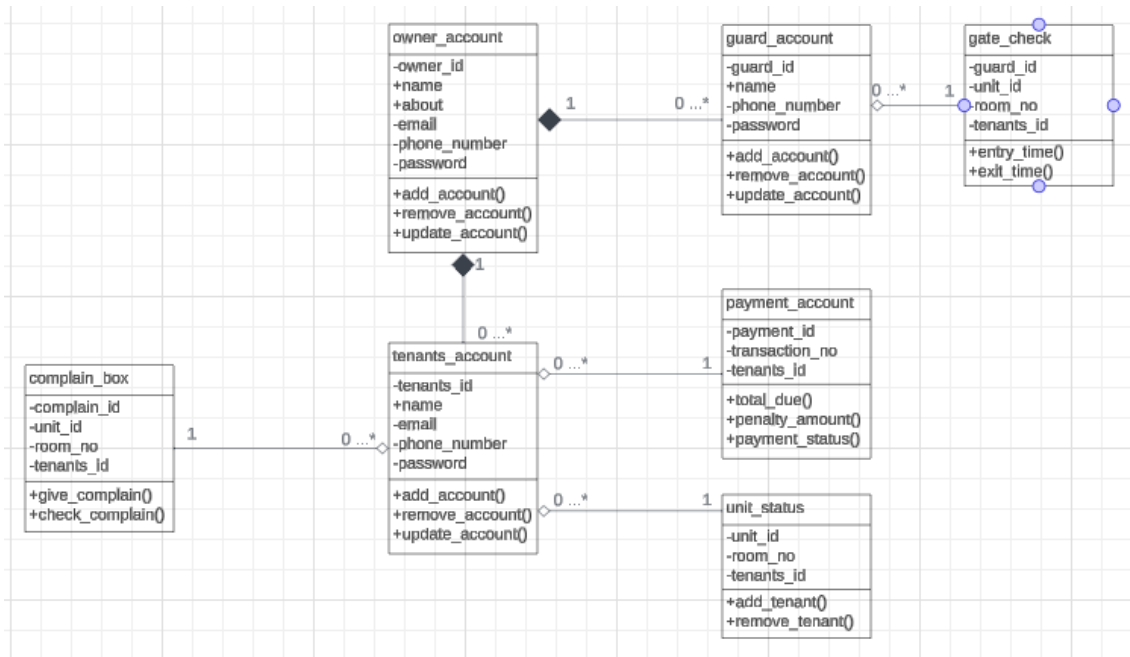 owner_account
-owner_id
+name
+about
-email
-phone_number
-password
+add_account()
+remove_account()
+update_account()
1
0 ...*
guard_account
-guard_id
+name
-phone_number
-password
+add_account()
+remove_account()
+update_account()
0 ...*
1
gate_check
-guard_id
-unit_id
-room_no
-tenants_id
+entry_time()
+exit_time()
1
0 ...*
tenants_account
-tenants_id
+name
-email
-phone_number
-password
+add_account()
+remove_account()
+update_account()
0 ...*
1
payment_account
-payment_id
-transaction_no
-tenants_id
+total_due()
+penalty_amount()
+payment_status()
complain_box
-complain_id
-unit_id
-room_no
-tenants_id
+give_complain()
+check_complain()
1
0 ...*
0 ...*
1
unit_status
-unit_id
-room_no
-tenants_id
+add_tenant()
+remove_tenant()